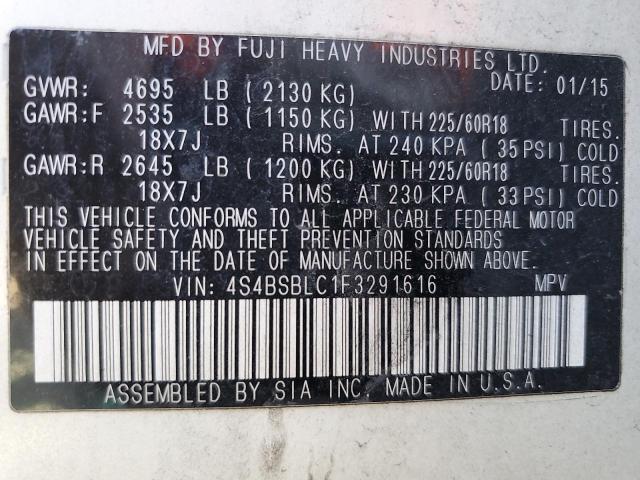 MFD BY FUJI HEAVY INDUSTRIES LTD.
GVWR: 4695 LB ( 2130 KG) DATE: 01/15
GAWR:F 2535 LB ( 1150 KG) WITH 225/60R18 TIRES.
18X7J RIMS. AT 240 KPA ( 35 PSI) COLD
GAWR:R 2645 LB ( 1200 KG) WITH 225/60R18 TIRES.
18X7J RIMS. AT 230 KPA ( 33 PSI) COLD
THIS VEHICLE CONFORMS TO ALL APPLICABLE FEDERAL MOTOR
VEHICLE SAFETY AND THEFT PREVENTION STANDARDS
IN EFFECT ON THE DATE OF MANUFACTURE SHOWN ABOVE.
VIN: 4S4BSBLC1F3291616 MPV
ASSEMBLED BY SIA INC. MADE IN U.S.A.